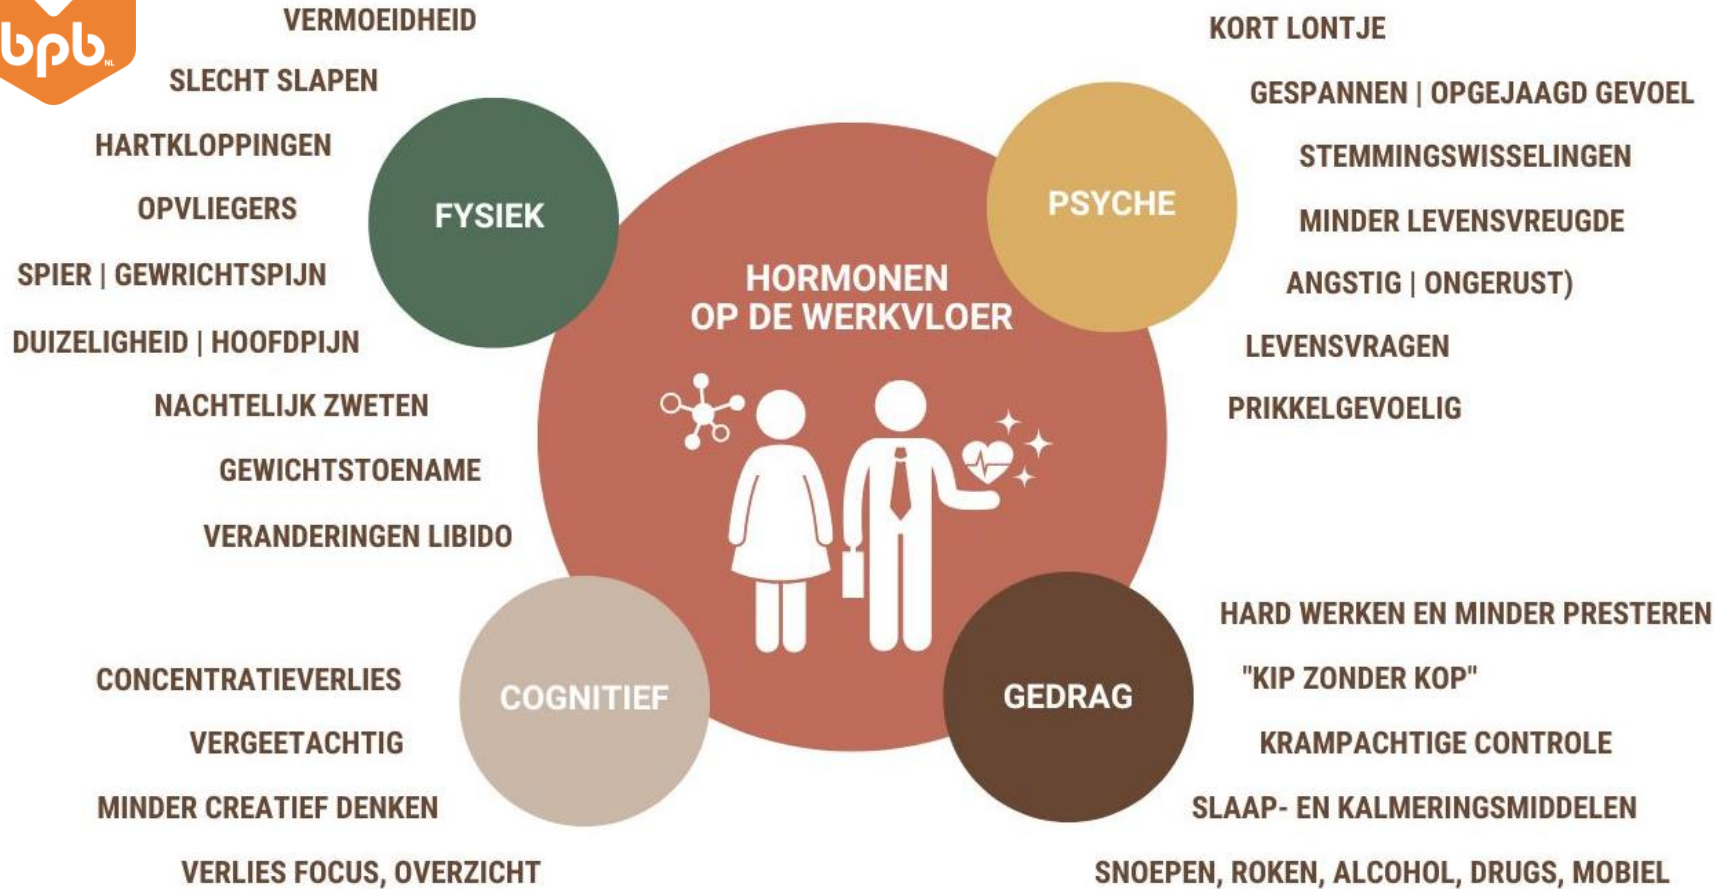 bpb.NL
VERMOEIDHEID
SLECHT SLAPEN
HARTKLOPPINGEN
OPVLIEGERS
SPIER | GEWRICHTSPIJN
DUIZELIGHEID | HOOFDPIJN
NACHTELIJK ZWETEN
GEWICHTSTOENAME
VERANDERINGEN LIBIDO
FYSIEK
HORMONEN
OP DE WERKVLOER
PSYCHE
KORT LONTJE
GESPANNEN | OPGEJAAGD GEVOEL
STEMMINGSWISSELINGEN
MINDER LEVENSVREUGDE
ANGSTIG | ONGERUST)
LEVENSVRAGEN
PRIKKELGEVOELIG
CONCENTRATIEVERLIES
VERGEETACHTIG
MINDER CREATIEF DENKEN
VERLIES FOCUS, OVERZICHT
COGNITIEF
GEDRAG
HARD WERKEN EN MINDER PRESTEREN
"KIP ZONDER KOP"
KRAMPACHTIGE CONTROLE
SLAAP- EN KALMERINGSMIDDELEN
SNOEPEN, ROKEN, ALCOHOL, DRUGS, MOBIEL